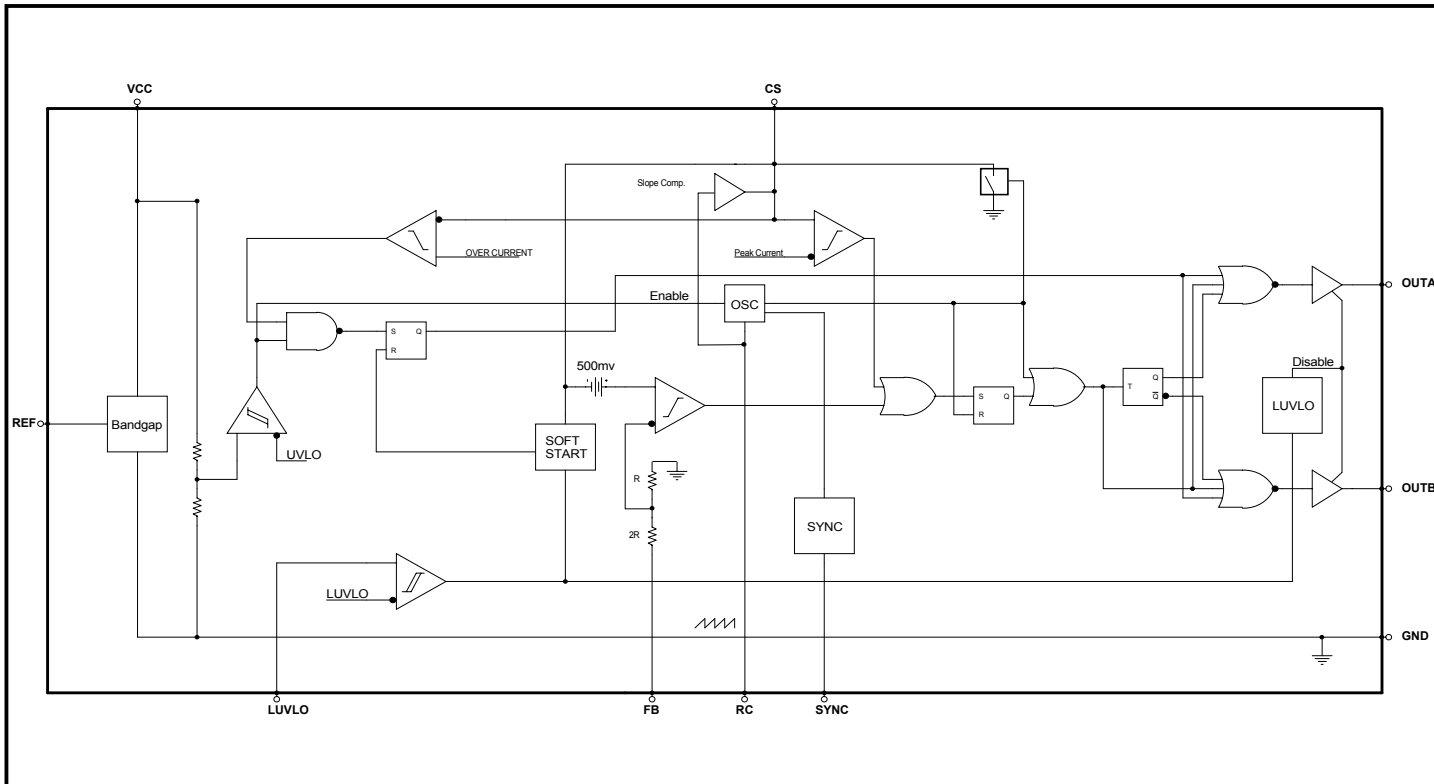 VCC
CS
Slope Comp.
OVER CURRENT
Peak Current
OUTA
Enable
OSC
S
Q
R
500mv
Disable
S
Q
R
T
Q
Q
LUVLO
REF
Bandgap
UVLO
SOFT
START
R
OUTB
2R
SYNC
LUVLO
GND
LUVLO
FB
RC
SYNC